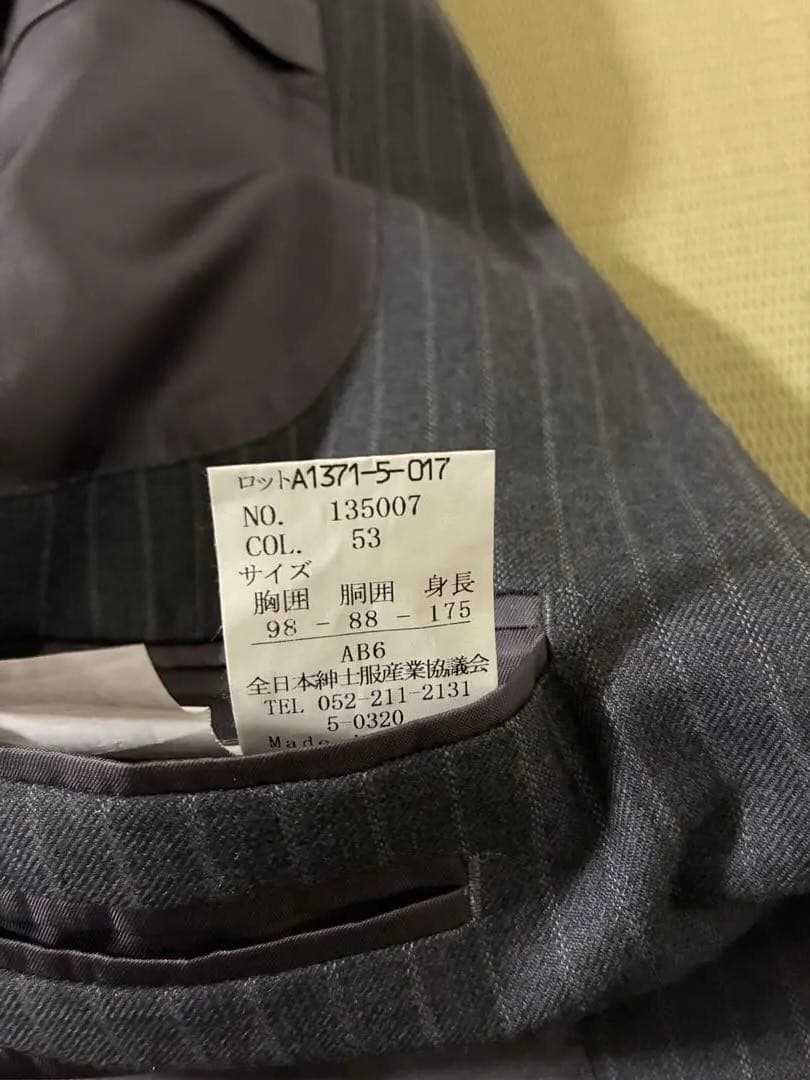 ロットA1371-5-017
NO. 135007
COL. 53
サイズ
胸囲 胴囲 身長
98 - 88 - 175
AB6
全日本紳士服産業協議会
TEL 052-211-2131
5-0320
Made